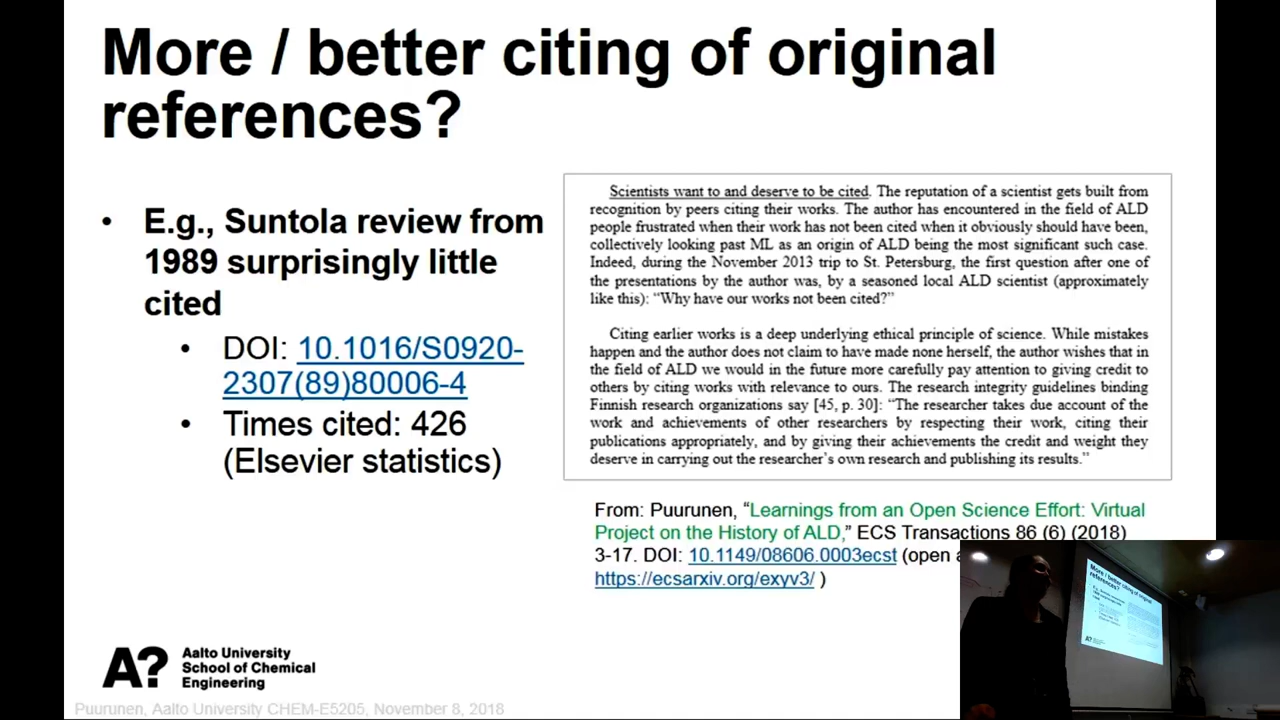 More / better citing of original
references?
• E.g., Suntola review from
1989 surprisingly little
cited
• DOI: 10.1016/S0920-
2307(89)80006-4
• Times cited: 426
(Elsevier statistics)
Scientists want to and deserve to be cited. The reputation of a scientist gets built from
recognition by peers citing their works. The author has encountered in the field of ALD
people frustrated when their work has not been cited when it obviously should have been,
collectively looking past ML as an origin of ALD being the most significant such case.
Indeed, during the November 2013 trip to St. Petersburg, the first question after one of
the presentations by the author was, by a seasoned local ALD scientist (approximately
like this): “Why have our works not been cited?”
Citing earlier works is a deep underlying ethical principle of science. While mistakes
happen and the author does not claim to have made none herself, the author wishes that in
the field of ALD we would in the future more carefully pay attention to giving credit to
others by citing works with relevance to ours. The research integrity guidelines binding
Finnish research organizations say [45, p. 30]: “The researcher takes due account of the
work and achievements of other researchers by respecting their work, citing their
publications appropriately, and by giving their achievements the credit and weight they
deserve in carrying out the researcher’s own research and publishing its results.”
From: Puurunen, “Learnings from an Open Science Effort: Virtual
Project on the History of ALD,” ECS Transactions 86 (6) (2018)
3-17. DOI: 10.1149/08606.0003ecst (open
https://ecsarxiv.org/exyv3/ )
A?
Aalto University
School of Chemical
Engineering
Puurunen, Aalto University CHEM-E5205, November 8, 2018
More / better citing of original
references?